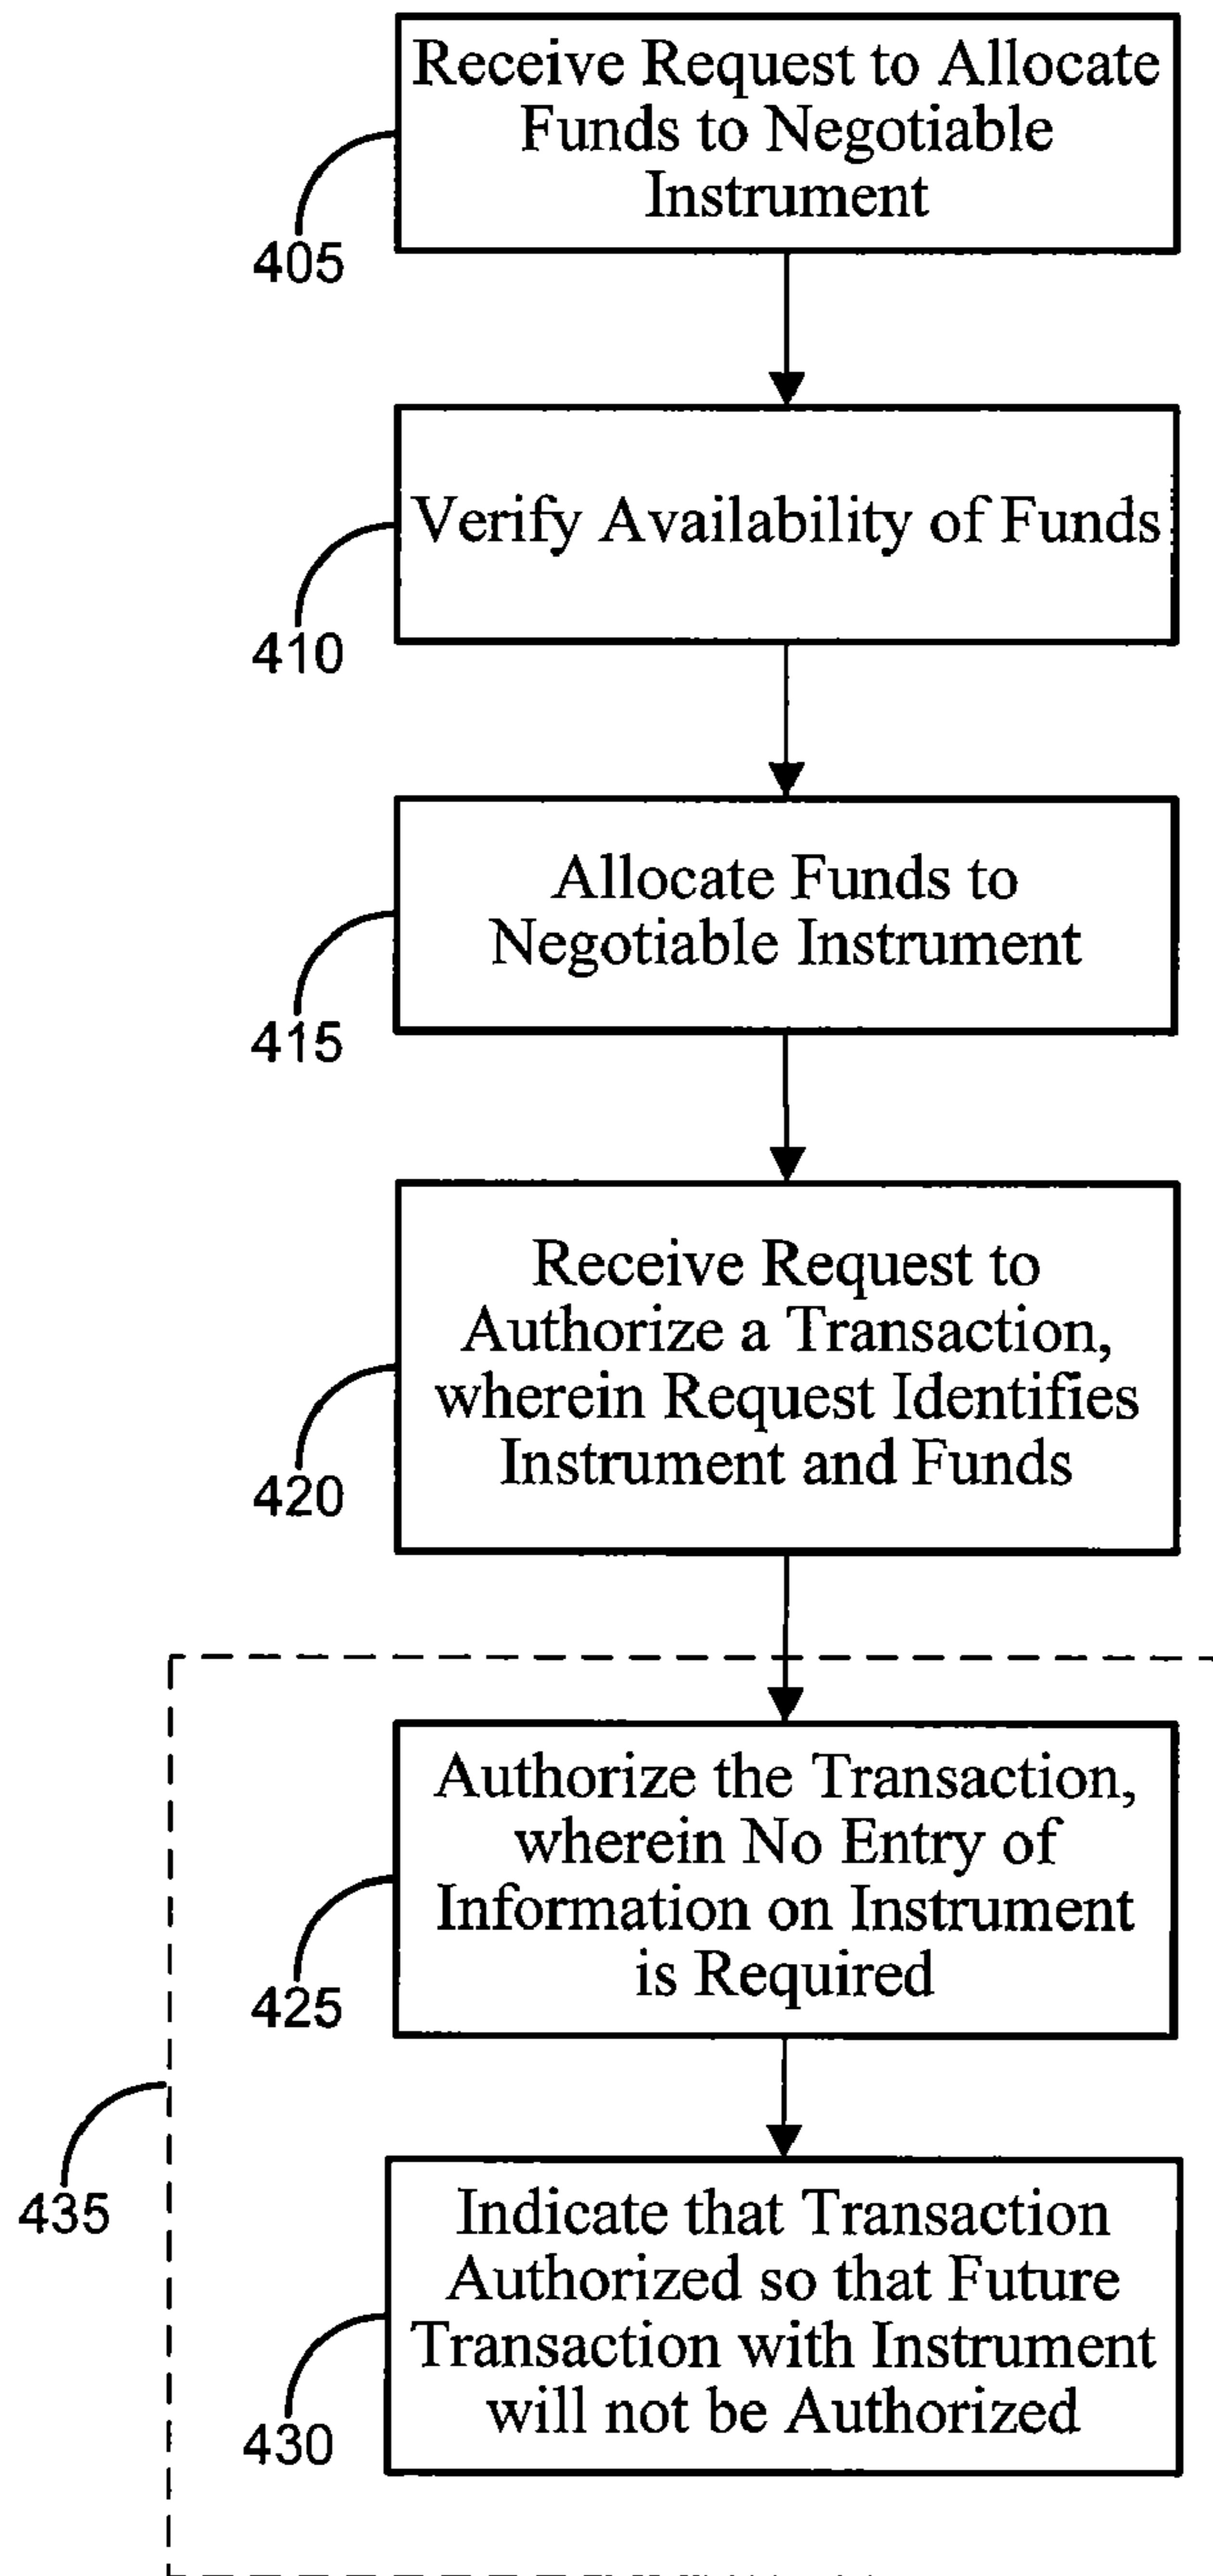 Receive Request to Allocate
Funds to Negotiable
Instrument
405
Verify Availability of Funds
410
Allocate Funds to
Negotiable Instrument
415
Receive Request to
Authorize a Transaction,
wherein Request Identifies
Instrument and Funds
420
Authorize the Transaction,
wherein No Entry of
Information on Instrument
is Required
425
435
Indicate that Transaction
Authorized so that Future
Transaction with Instrument
will not be Authorized
430